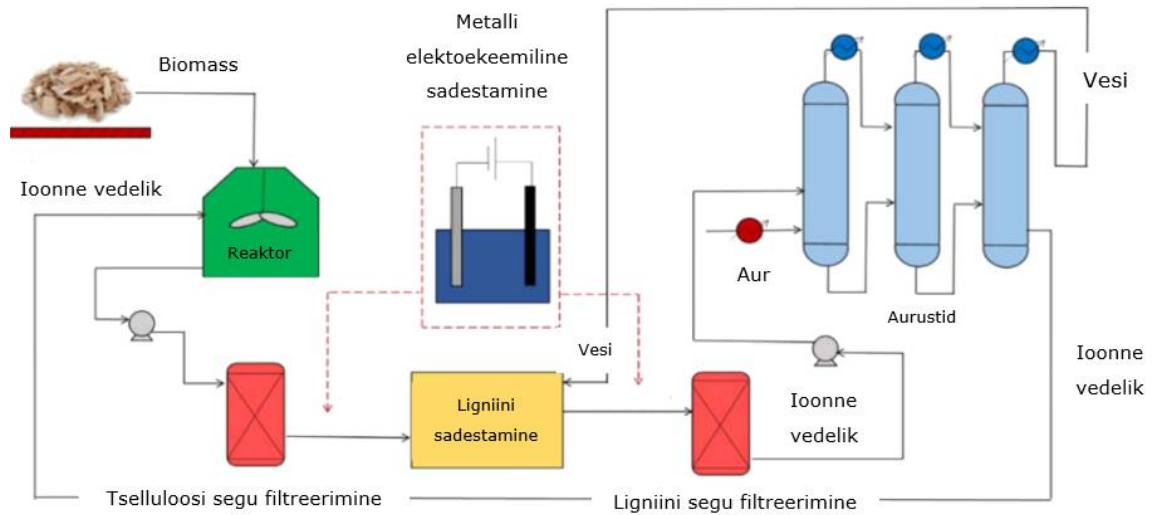 Metalli
elektoekeemiline
sadestamine
Biomass
Vesi
Ioonne vedelik
Reaktor
Aur
Aurustid
Vesi
Ioonne
vedelik
Ligniini
sadestamine
Ioonne
vedelik
Tselluloosi segu filtreerimine
Ligniini segu filtreerimine